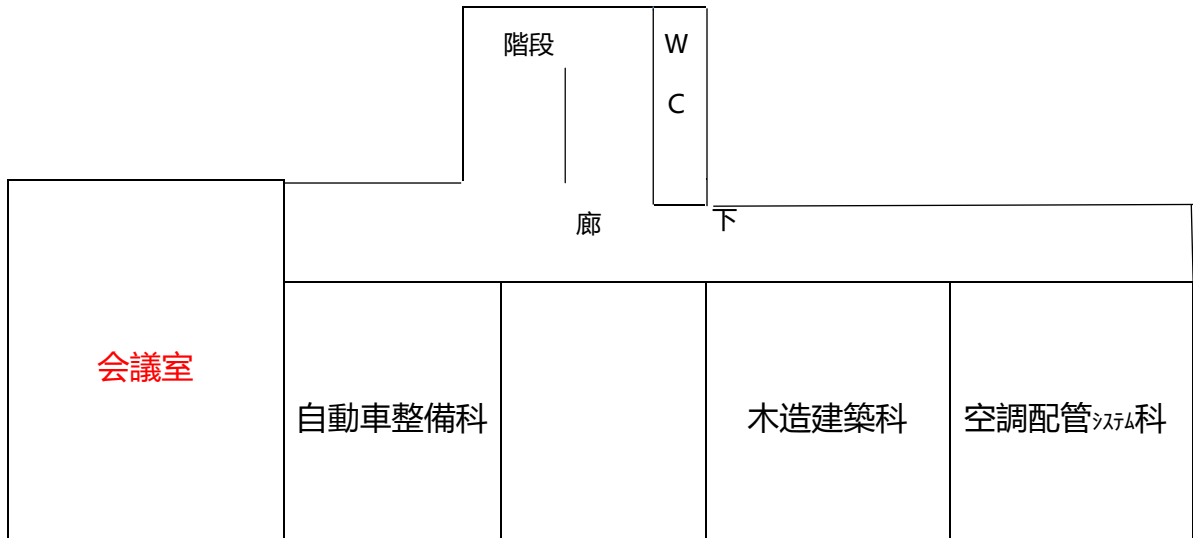 階段
W
C
廊 下
会議室
自動車整備科
木造建築科
空調配管ｼｽﾃﾑ科